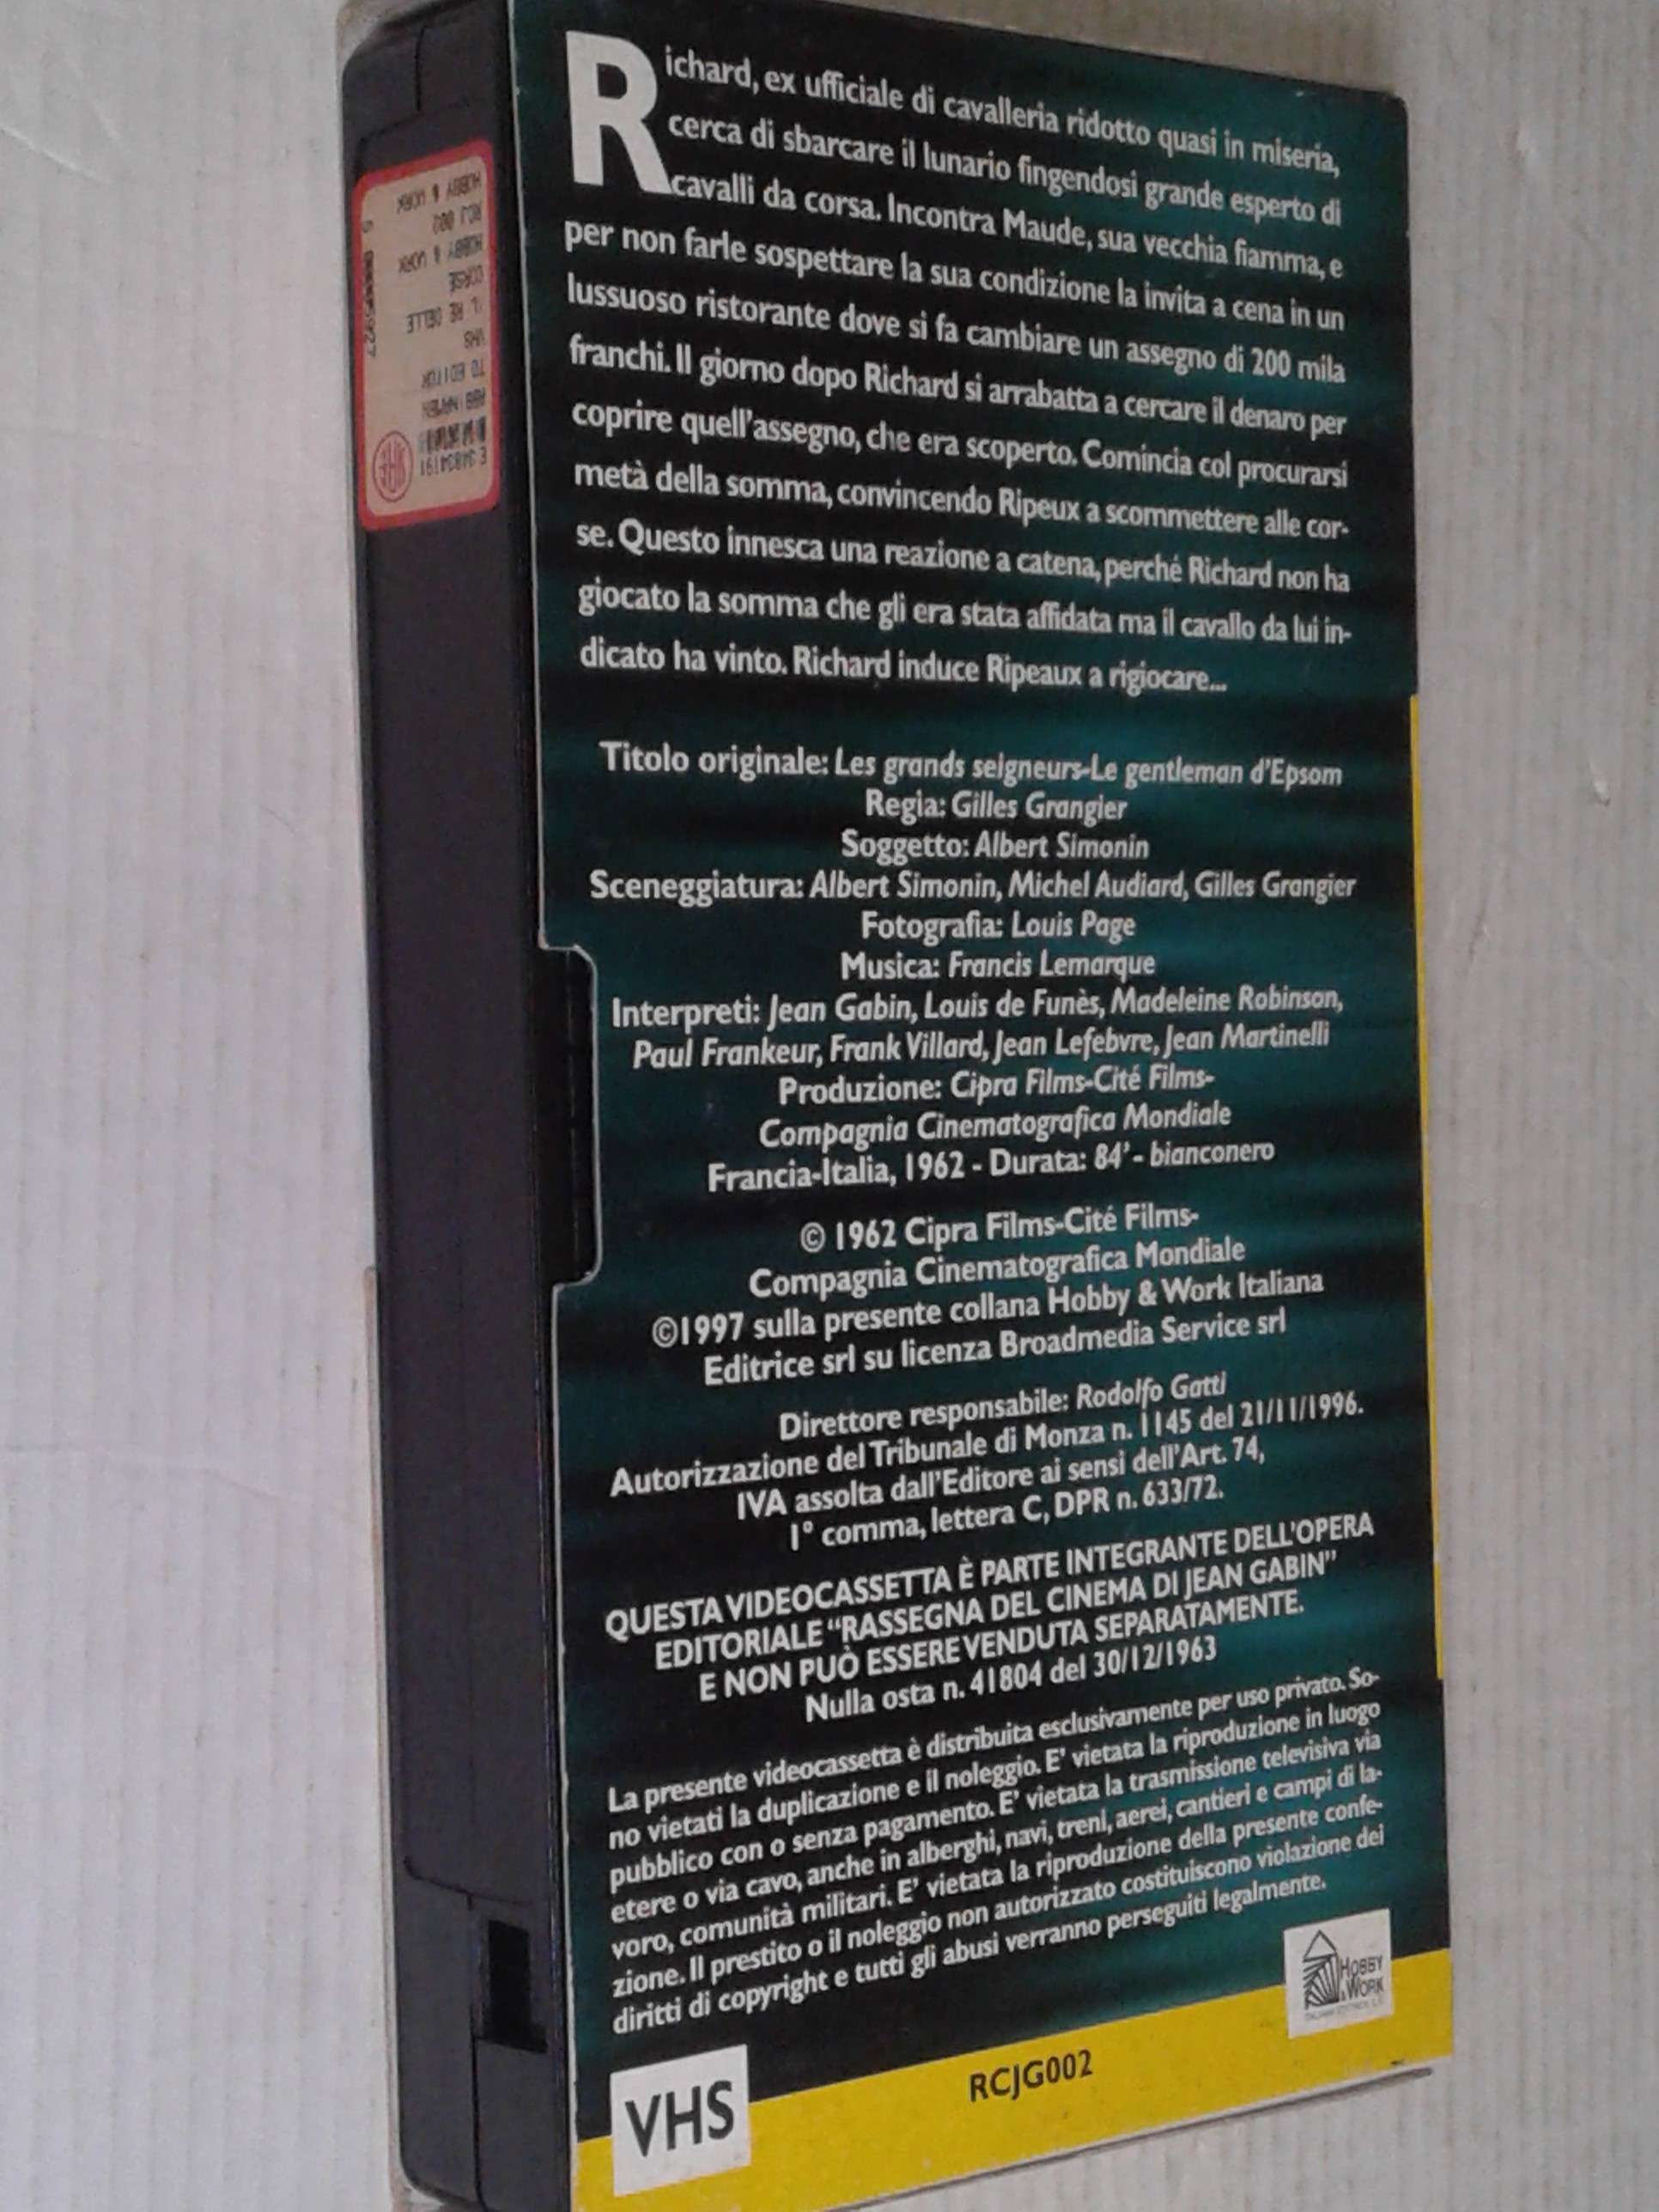 Richard, ex ufficiale di cavalleria ridotto quasi in miseria,
cerca di sbarcare il lunario fingendosi grande esperto di
cavalli da corsa. Incontra Maude, sua vecchia fiamma, e
per non farle sospettare la sua condizione la invita a cena in un
lussuoso ristorante dove si fa cambiare un assegno di 200 mila
franchi. Il giorno dopo Richard si arrabatta a cercare il denaro per
coprire quell'assegno, che era scoperto. Comincia col procurarsi
metà della somma, convincendo Ripeux a scommettere alle cor-
se. Questo innesca una reazione a catena, perché Richard non ha
giocato la somma che gli era stata affidata ma il cavallo da lui in-
dicato ha vinto. Richard induce Ripeaux a rigiocare...
Titolo originale: Les grands seigneurs-Le gentleman d'Epsom
Regia: Gilles Grangier
Soggetto: Albert Simonin
Sceneggiatura: Albert Simonin, Michel Audiard, Gilles Grangier
Fotografia: Louis Page
Musica: Francis Lemarque
Interpreti: Jean Gabin, Louis de Funès, Madeleine Robinson,
Paul Frankeur, Frank Villard, Jean Lefebvre, Jean Martinelli
Produzione: Cipra Films-Cité Films-
Compagnia Cinematografica Mondiale
Francia-Italia, 1962 - Durata: 84' - bianconero
© 1962 Cipra Films-Cité Films-
Compagnia Cinematografica Mondiale
©1997 sulla presente collana Hobby & Work Italiana
Editrice srl su licenza Broadmedia Service srl
Direttore responsabile: Rodolfo Gatti
Autorizzazione del Tribunale di Monza n. 1145 del 21/11/1996.
IVA assolta dall'Editore ai sensi dell'Art. 74,
1° comma, lettera C, DPR n. 633/72.
QUESTA VIDEOCASSETTA È PARTE INTEGRANTE DELL'OPERA
EDITORIALE "RASSEGNA DEL CINEMA DI JEAN GABIN"
E NON PUÒ ESSERE VENDUTA SEPARATAMENTE.
Nulla osta n. 41804 del 30/12/1963
La presente videocassetta è distribuita esclusivamente per uso privato. So-
no vietati la duplicazione e il noleggio. E' vietata la riproduzione in luogo
pubblico con o senza pagamento. E' vietata la trasmissione televisiva via
etere o via cavo, anche in alberghi, navi, treni, aerei, cantieri e campi di la-
voro, comunità militari. E' vietata la riproduzione della presente confe-
zione. Il prestito o il noleggio non autorizzato costituiscono violazione dei
diritti di copyright e tutti gli abusi verranno perseguiti legalmente.
HOBBY
& WORK
RCJG002
VHS
E 34834191
TO EDITOR
VHS
IL RE DELLE
CORSE
HOBBY & WORK
RCJ 002
HOBBY & WORK